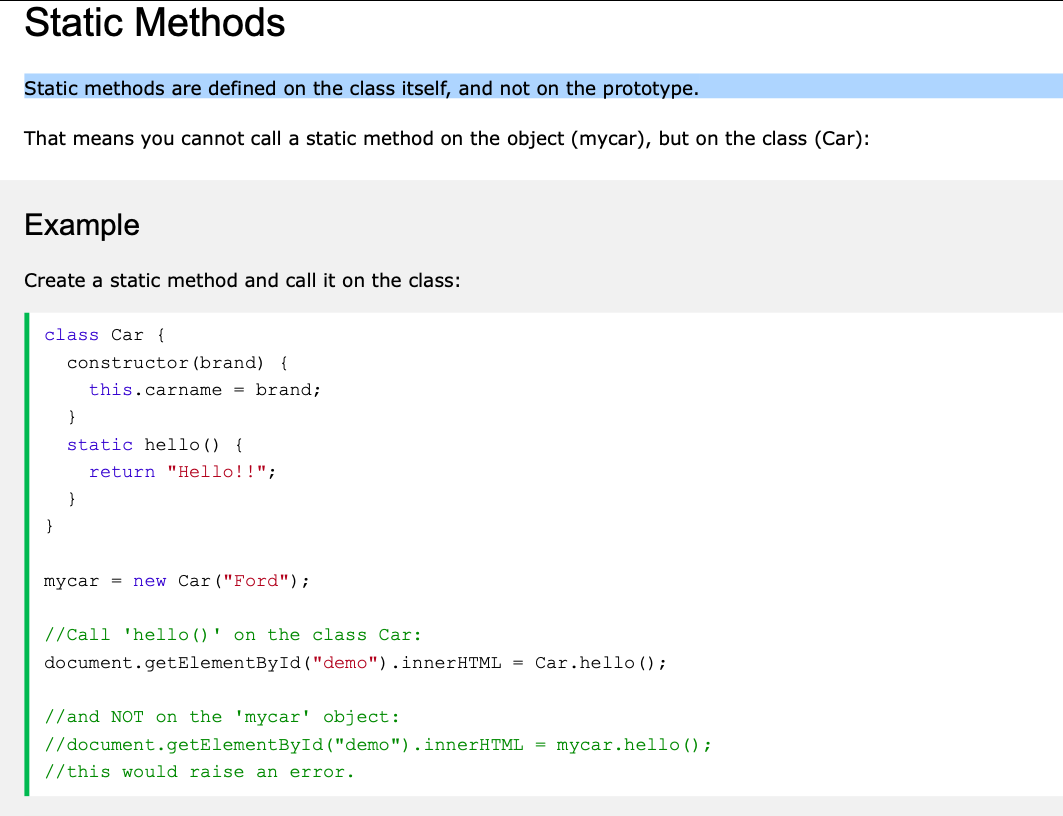 Static Methods
Static methods are defined on the class itself, and not on the prototype.
That means you cannot call a static method on the object (mycar), but on the class (Car):
Example
Create a static method and call it on the class:
class Car {
  constructor(brand) {
    this.carname = brand;
  }
  static hello() {
    return "Hello!!";
  }
}
mycar = new Car("Ford");
//Call 'hello()' on the class Car:
document.getElementById("demo").innerHTML = Car.hello();
//and NOT on the 'mycar' object:
//document.getElementById("demo").innerHTML = mycar.hello();
//this would raise an error.